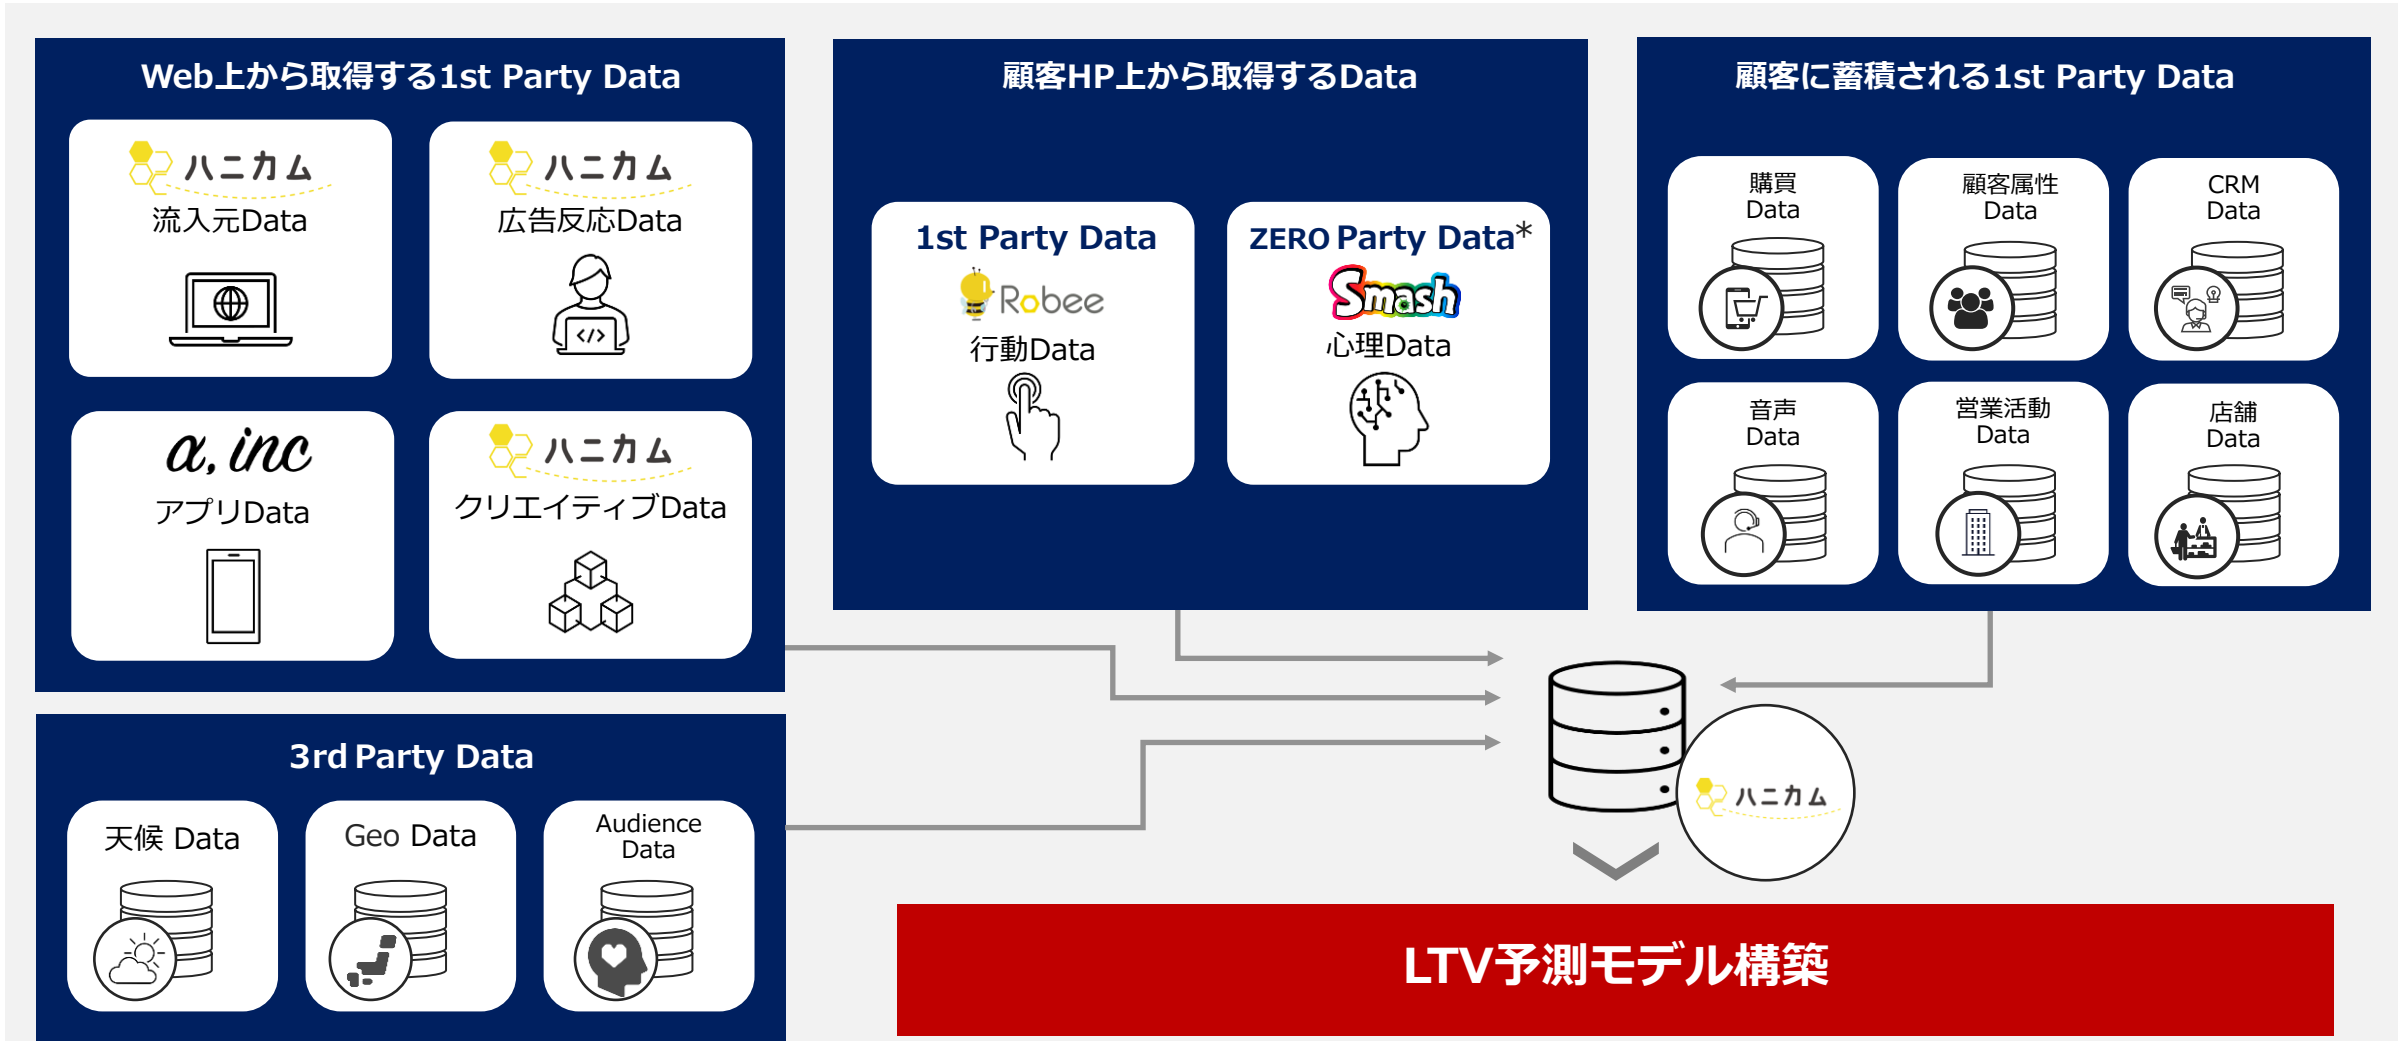 Web上から取得する1st Party Data
ハニカム
流入元Data
ハニカム
広告反応Data
</>
α, inc
アプリData
ハニカム
クリエイティブData
顧客HP上から取得するData
1st Party Data
Robee
行動Data
ZERO Party Data*
Smash
心理Data
顧客に蓄積される1st Party Data
購買
Data
顧客属性
Data
CRM
Data
音声
Data
営業活動
Data
店舗
Data
3rd Party Data
天候 Data
Geo Data
Audience
Data
ハニカム
LTV予測モデル構築